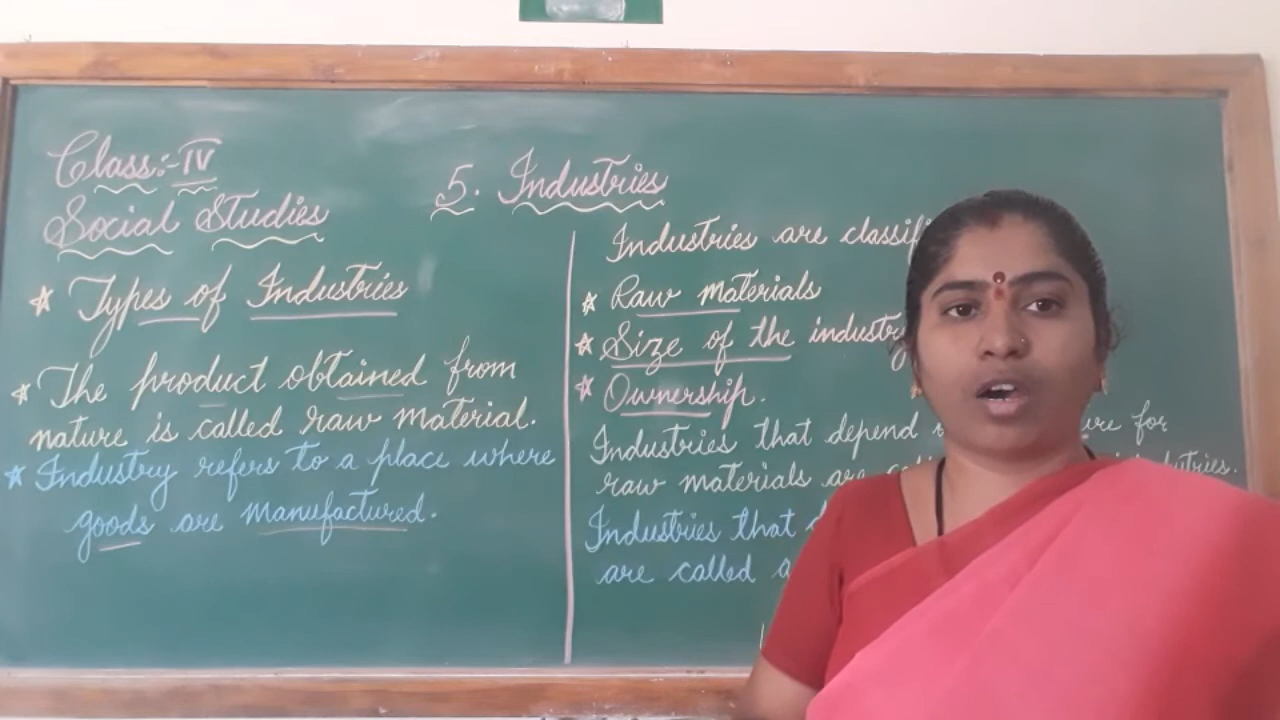 Class:- IV
Social Studies
5. Industries
* Types of Industries
* The product obtained from
nature is called raw material.
* Industry refers to a place where
goods are manufactured.
Industries are
* Raw materials
* Size of the industry
* Ownership.
Industries that depend for
raw materials are
Industries that
are called